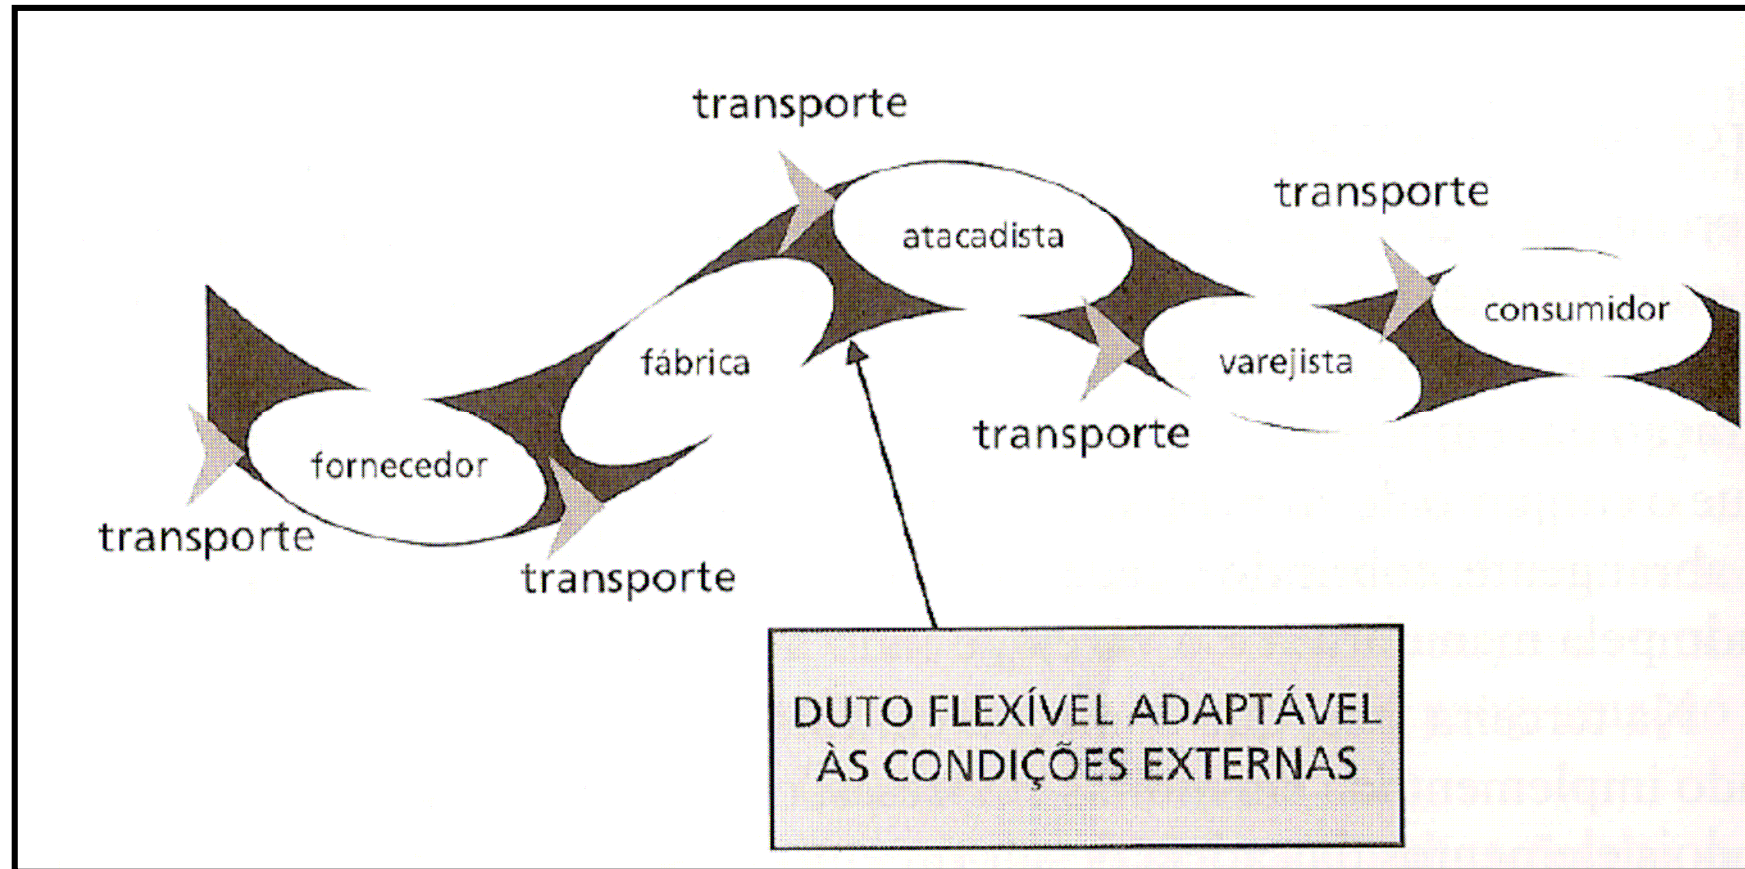 transporte
transporte
atacadista
consumidor
fábrica
varejista
transporte
fornecedor
transporte
transporte
DUTO FLEXÍVEL ADAPTÁVEL
ÀS CONDIÇÕES EXTERNAS